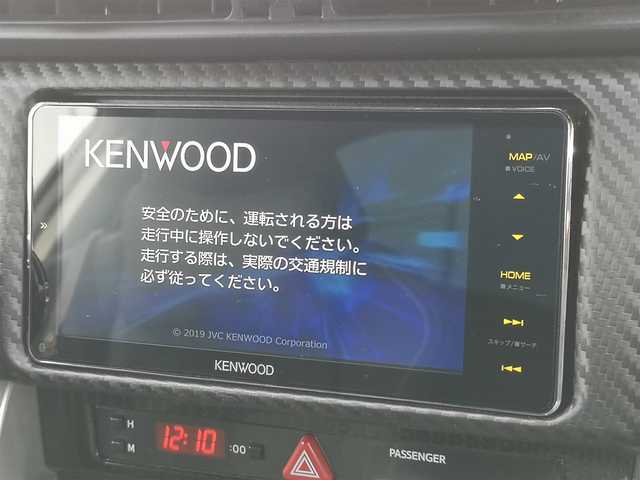 KENWOOD
安全のために、運転される方は
走行中に操作しないでください。
走行する際は、実際の交通規制に
必ず従ってください。
© 2019 JVC KENWOOD Corporation
KENWOOD
MAP/AV
VOICE
HOME
メニュー
スキップ/サーチ
H
M
12:10
:00
PASSENGER